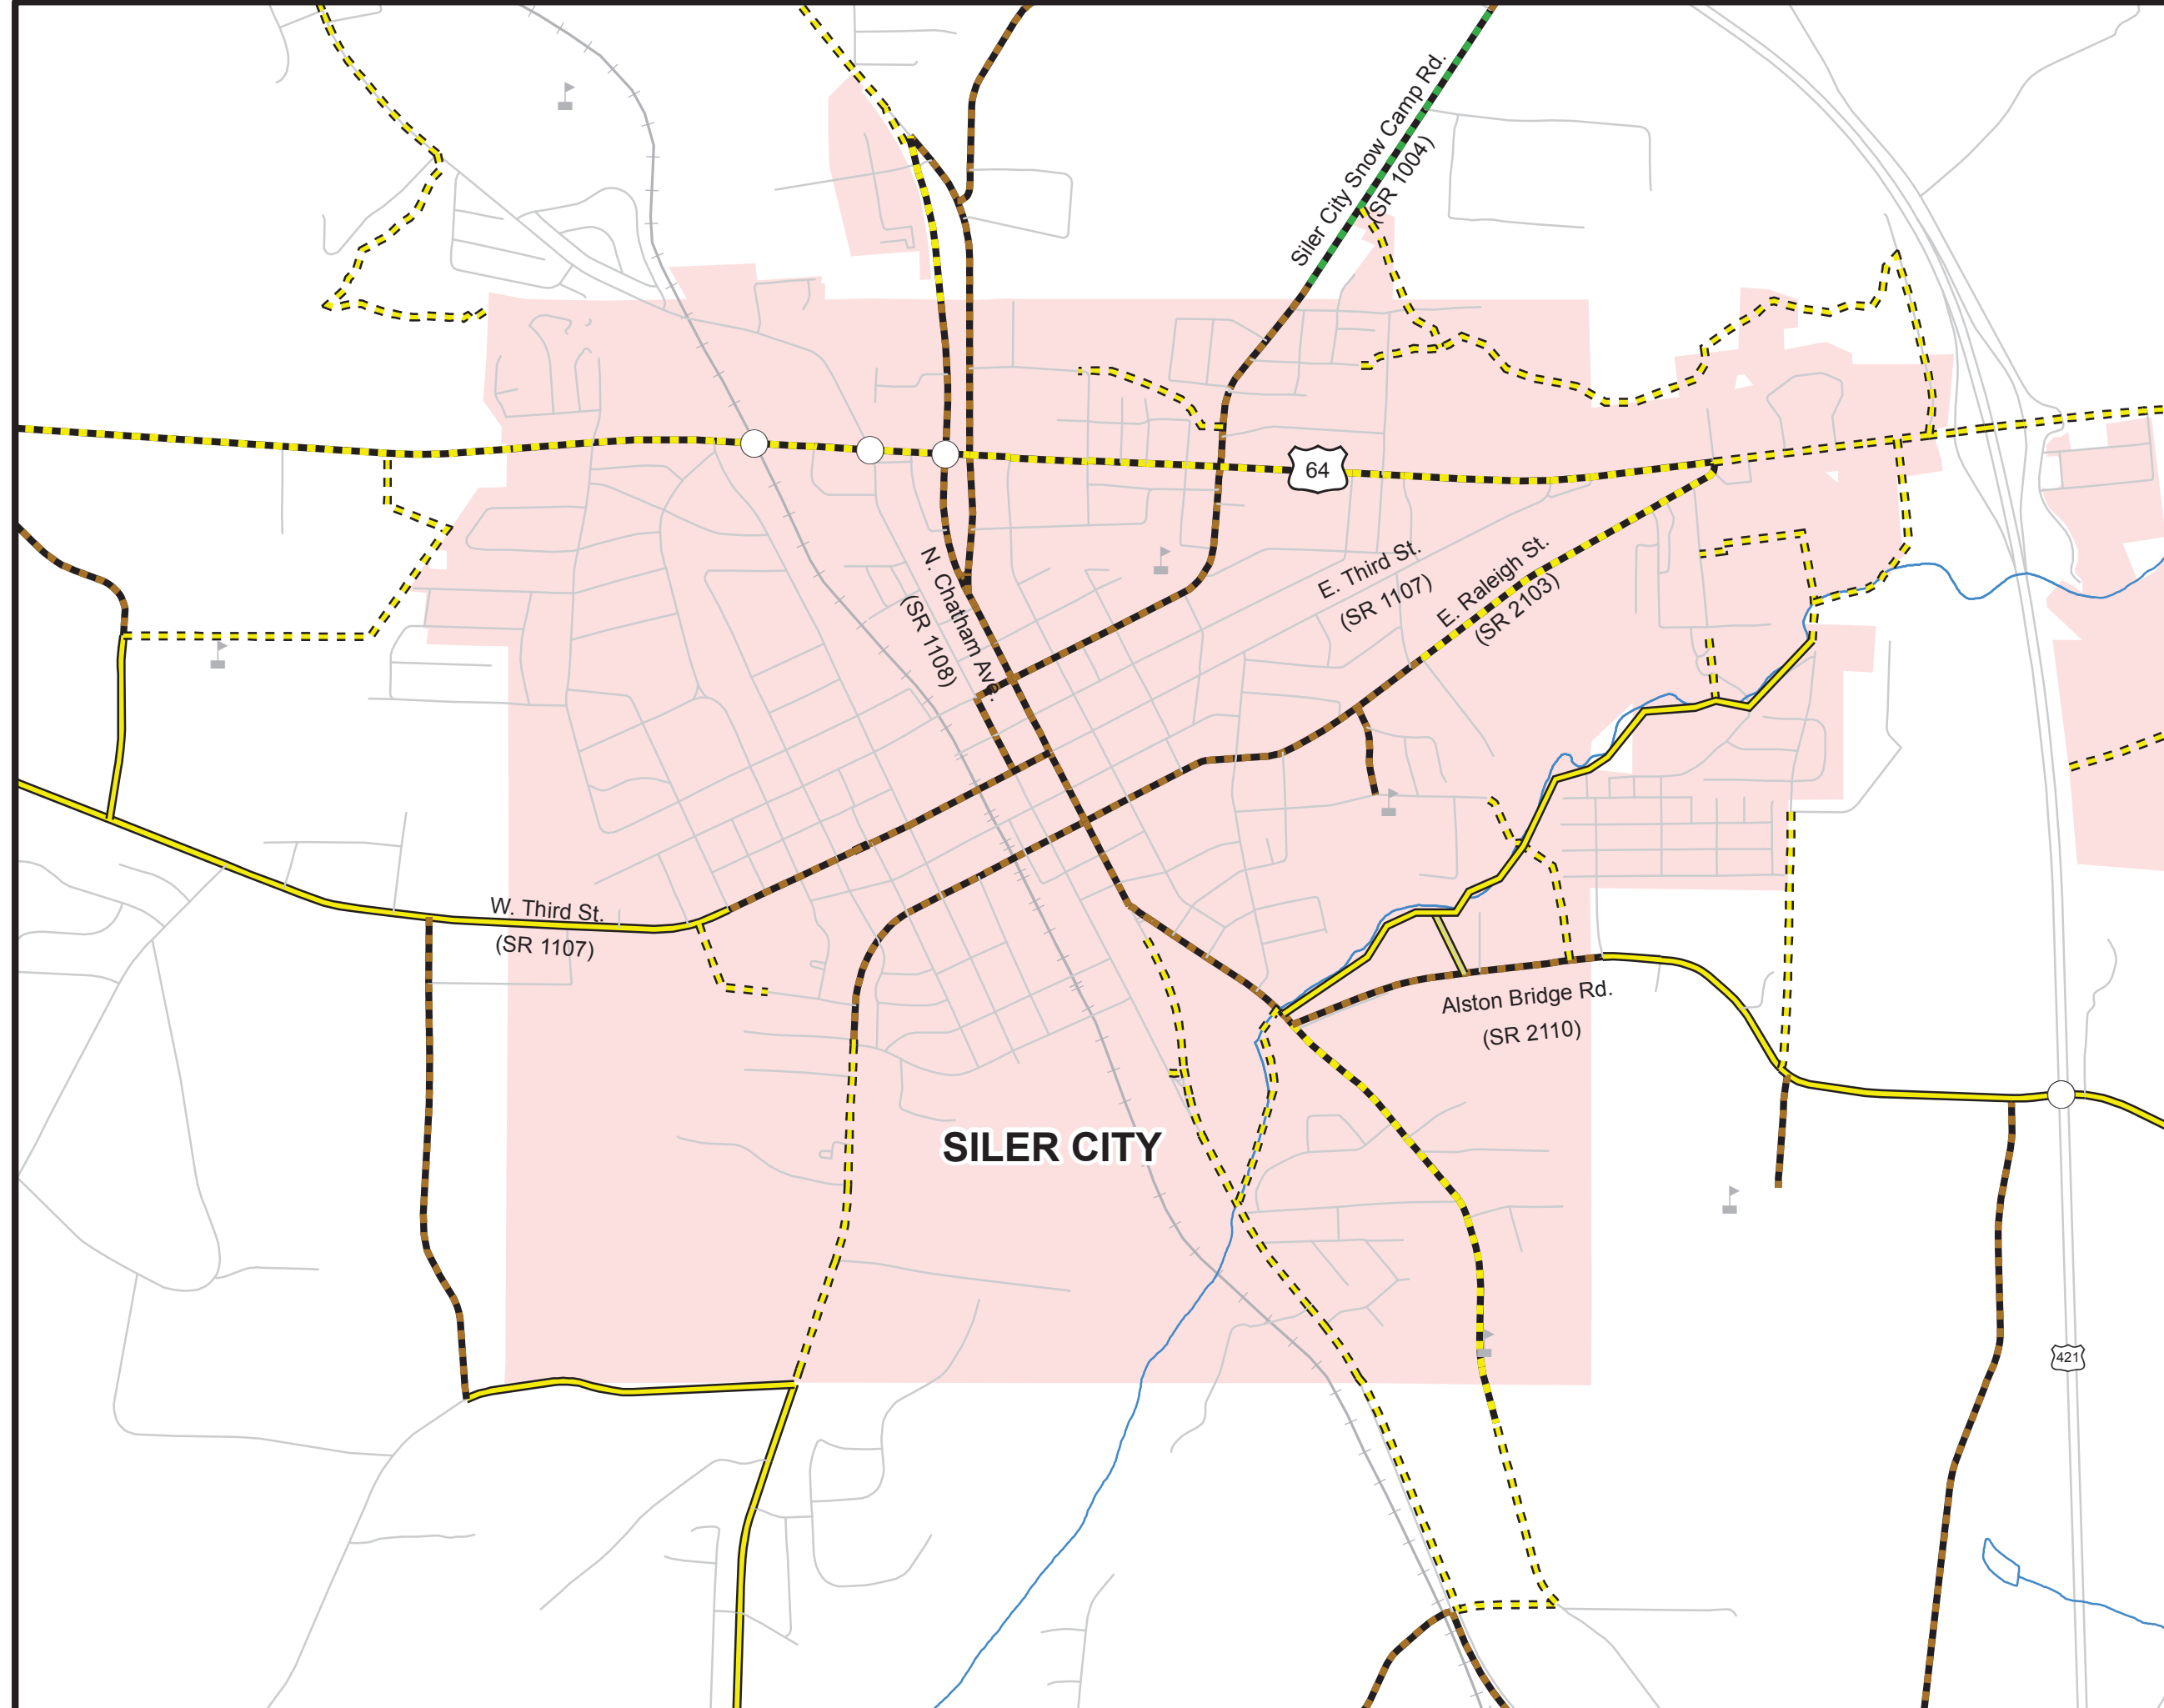 Siler City Snow Camp Rd.
(SR 1004)
64
N. Chatham Ave.
(SR 1108)
E. Third St.
(SR 1107)
E. Raleigh St.
(SR 2103)
W. Third St.
(SR 1107)
Alston Bridge Rd.
(SR 2110)
SILER CITY
421